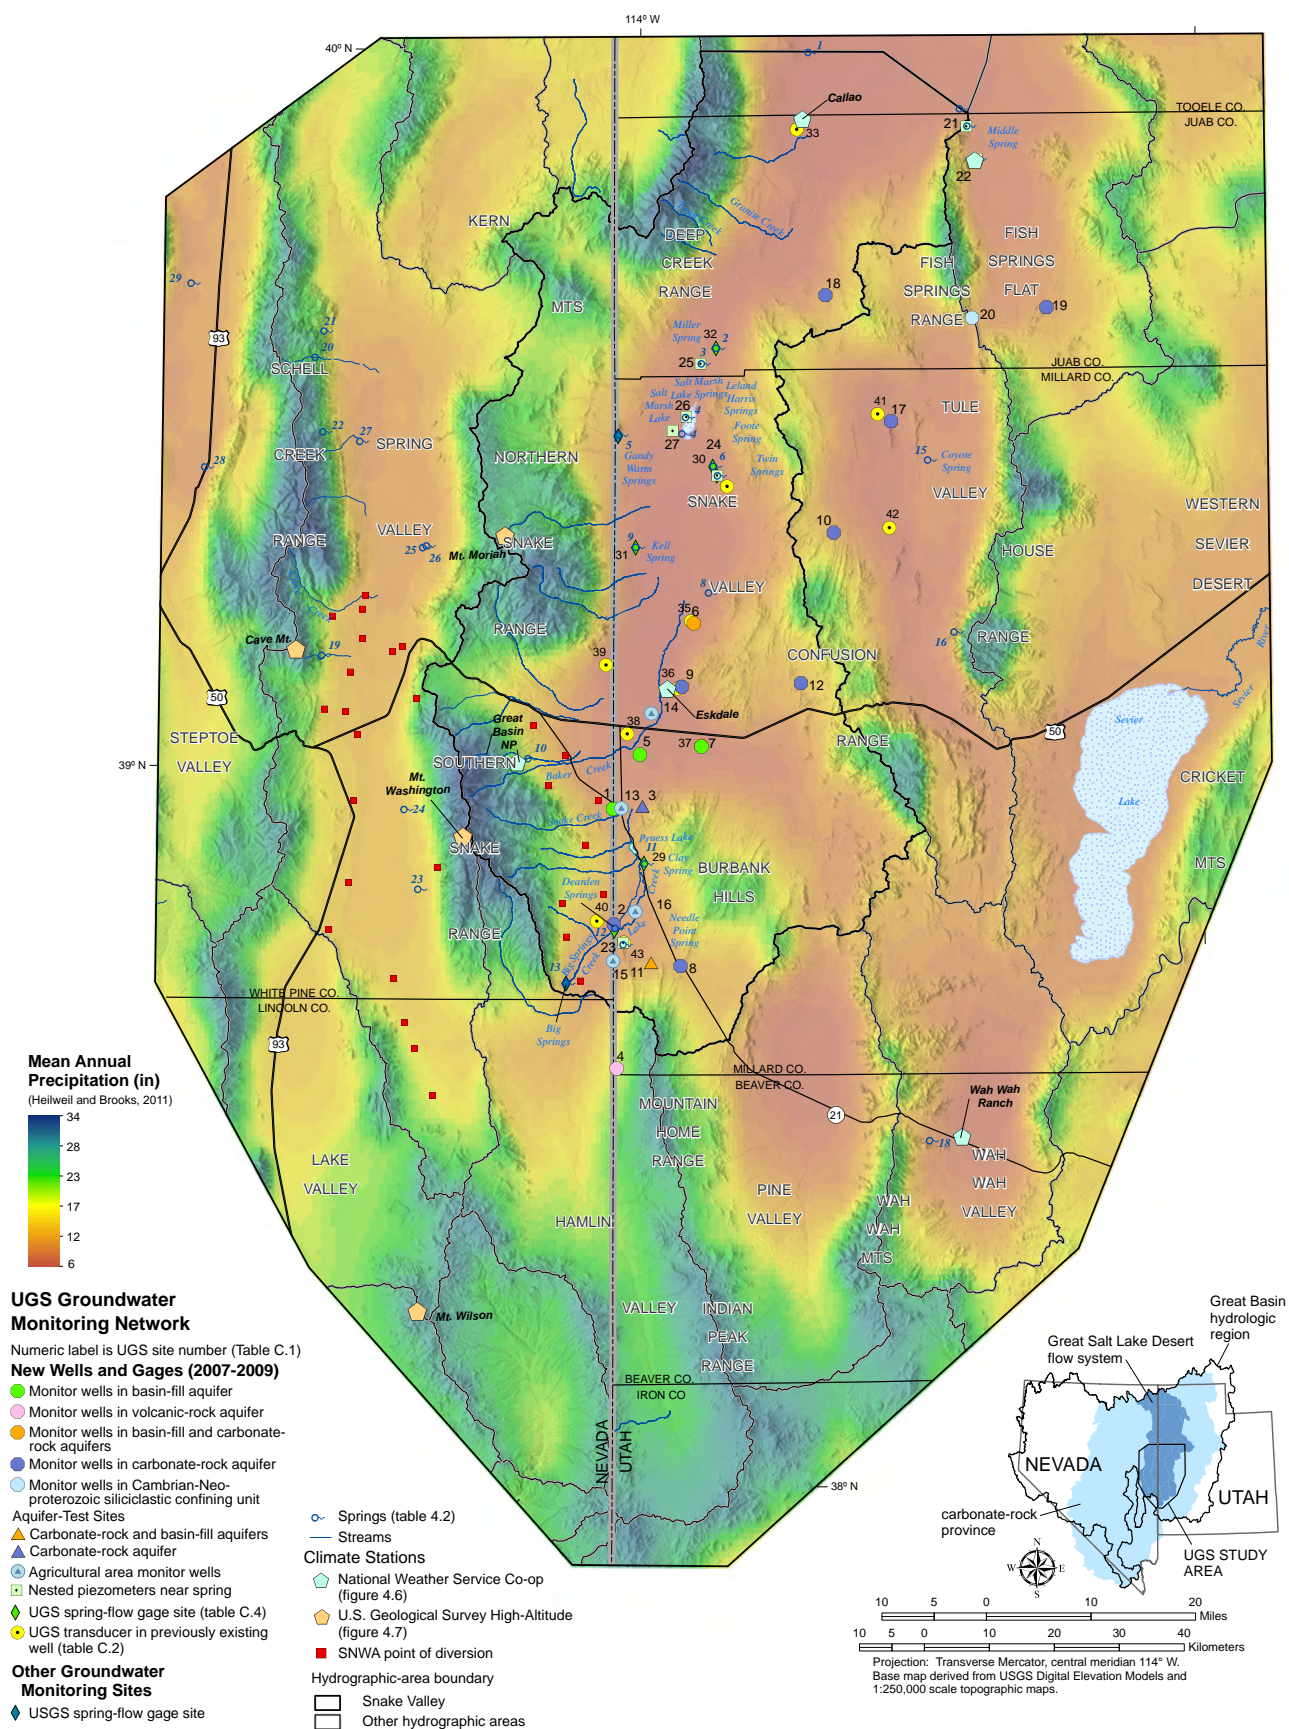 114° W
40° N
1
Callao
TOOELE CO.
JUAB CO.
33
21
Middle
Spring
22
KERN
Granite Creek
Creek
DEEP
CREEK
RANGE
FISH
SPRINGS
FLAT
FISH
SPRINGS
RANGE
29
18
19
20
MTS
21
93
20
SCHELL
Miller
Spring
32
2
3
25
JUAB CO.
MILLARD CO.
Salt Marsh
Lake Springs
Salt
Marsh
Lake
Leland
Harris
Springs
26
4
41
17
TULE
22
27
SPRING
27
4
Foote
Spring
5
24
CREEK
28
NORTHERN
Gandy
Warm
Springs
30
6
Twin
Springs
15
Coyote
Spring
SNAKE
VALLEY
WESTERN
VALLEY
10
42
RANGE
SNAKE
25
26
Mt. Moriah
9
31
Kell
Spring
HOUSE
SEVIER
DESERT
8
VALLEY
Creek
35
6
RANGE
Cave Mt.
19
16
RANGE
River
39
CONFUSION
50
36
9
12
Eskdale
14
Sevier
STEPTOE
VALLEY
Great
Basin
NP
38
37
7
50
Sevier
5
RANGE
39° N
SOUTHERN
10
Baker
Creek
Mt.
Washington
CRICKET
Lake
24
1
13
3
Snake Creek
SNAKE
Pruess Lake
11
29
Clay
Spring
MTS
BURBANK
HILLS
23
Dearden
Springs
Creek
40
2
16
Needle
Point
Spring
RANGE
12
Lake
23
43
Big Springs
Creek
13
15
11
8
WHITE PINE CO.
LINCOLN CO.
Big
Springs
93
4
MILLARD CO.
BEAVER CO.
Mean Annual
Precipitation (in)
(Heilweil and Brooks, 2011)
34
28
23
17
12
6
MOUNTAIN
HOME
RANGE
21
Wah Wah
Ranch
18
WAH
WAH
VALLEY
LAKE
VALLEY
PINE
VALLEY
WAH
WAH
MTS
HAMLIN
VALLEY
INDIAN
PEAK
RANGE
Mt. Wilson
BEAVER CO.
IRON CO
NEVADA
UTAH
38° N
UGS Groundwater
Monitoring Network
Numeric label is UGS site number (Table C.1)
New Wells and Gages (2007-2009)
Monitor wells in basin-fill aquifer
Monitor wells in volcanic-rock aquifer
Monitor wells in basin-fill and carbonate-
rock aquifers
Monitor wells in carbonate-rock aquifer
Monitor wells in Cambrian-Neo-
proterozoic siliciclastic confining unit
Aquifer-Test Sites
Carbonate-rock and basin-fill aquifers
Carbonate-rock aquifer
Agricultural area monitor wells
Nested piezometers near spring
UGS spring-flow gage site (table C.4)
UGS transducer in previously existing
well (table C.2)
Other Groundwater
Monitoring Sites
USGS spring-flow gage site
Springs (table 4.2)
Streams
Climate Stations
National Weather Service Co-op
(figure 4.6)
U.S. Geological Survey High-Altitude
(figure 4.7)
SNWA point of diversion
Hydrographic-area boundary
Snake Valley
Other hydrographic areas
Great Basin
hydrologic
region
Great Salt Lake Desert
flow system
NEVADA
UTAH
carbonate-rock
province
UGS STUDY
AREA
N
W
E
S
10 5 0 10 20
Miles
10 5 0 10 20 30 40
Kilometers
Projection: Transverse Mercator, central meridian 114° W.
Base map derived from USGS Digital Elevation Models and
1:250,000 scale topographic maps.